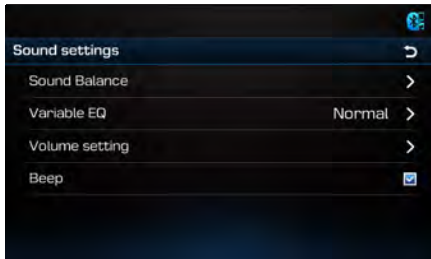 Sound settings
Sound Balance
Variable EQ Normal
Volume setting
Beep